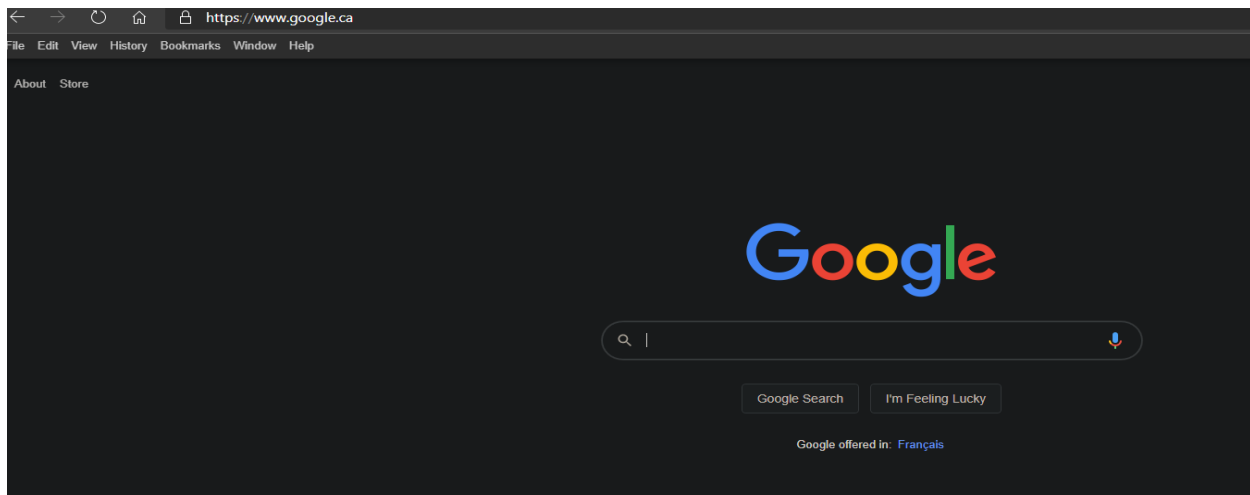 https://www.google.ca
File Edit View History Bookmarks Window Help
About Store
Google
Google Search I'm Feeling Lucky
Google offered in: Français